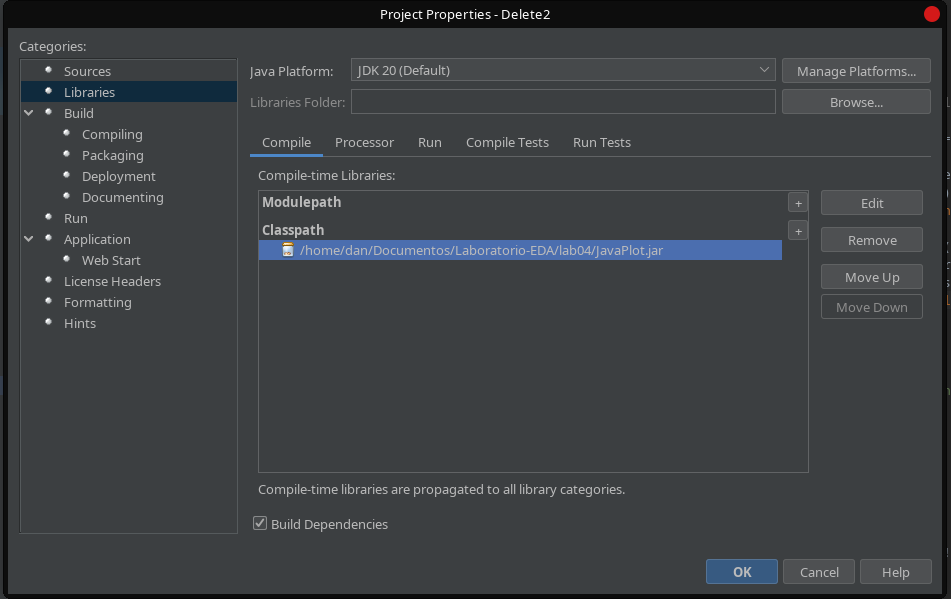 Project Properties - Delete2
Categories:
Sources
Libraries
Build
Compiling
Packaging
Deployment
Documenting
Run
Application
Web Start
License Headers
Formatting
Hints
Java Platform:
JDK 20 (Default)
Manage Platforms...
Libraries Folder:
Browse...
Compile Processor Run Compile Tests Run Tests
Compile-time Libraries:
Modulepath
+
Classpath
+
/home/dan/Documentos/Laboratorio-EDA/lab04/JavaPlot.jar
Edit
Remove
Move Up
Move Down
Compile-time libraries are propagated to all library categories.
Build Dependencies
OK Cancel Help